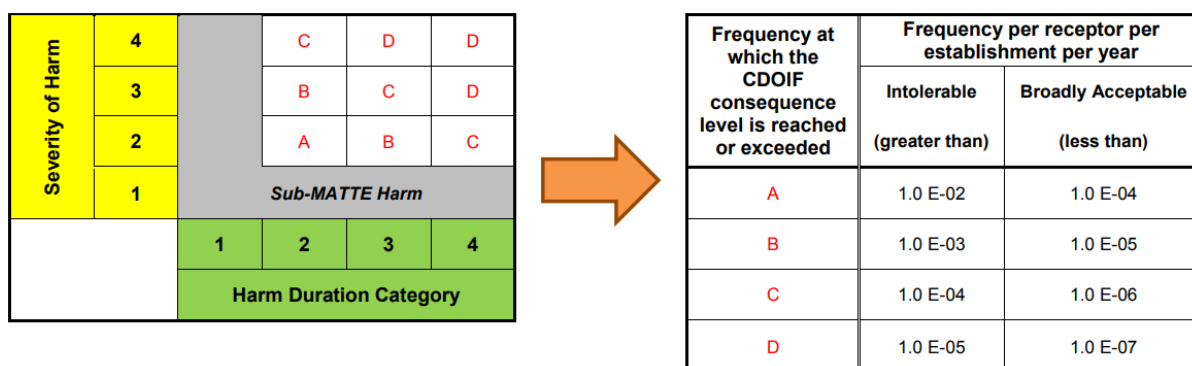 Severity of Harm
4 C D D
3 B C D
2 A B C
1 Sub-MATTE Harm
1 2 3 4
Harm Duration Category
Frequency at
which the
CDOIF
consequence
level is reached
or exceeded
Frequency per receptor per
establishment per year
Intolerable
(greater than)
Broadly Acceptable
(less than)
A 1.0 E-02 1.0 E-04
B 1.0 E-03 1.0 E-05
C 1.0 E-04 1.0 E-06
D 1.0 E-05 1.0 E-07